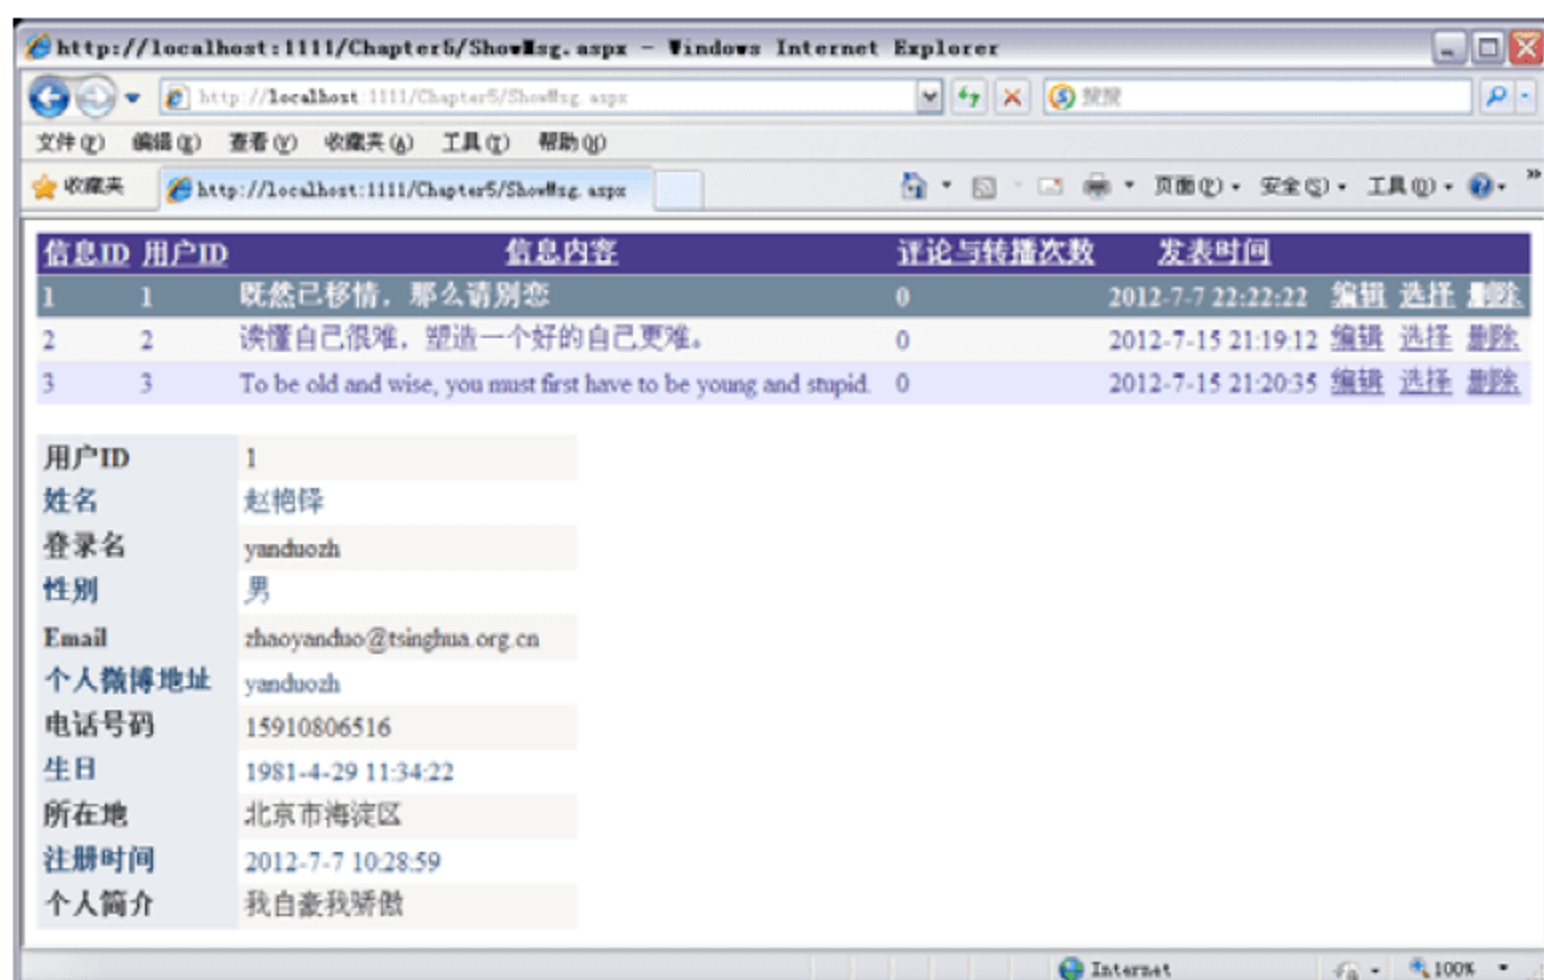 http://localhost:1111/Chapter5/ShowMsg.aspx - Windows Internet Explorer
http://localhost:1111/Chapter5/ShowMsg.aspx 搜搜
文件(F) 编辑(E) 查看(V) 收藏夹(A) 工具(T) 帮助(H)
收藏夹 http://localhost:1111/Chapter5/ShowMsg.aspx 页面(P) 安全(S) 工具(O) »
信息ID 用户ID 信息内容 评论与转播次数 发表时间
1 1 既然已移情，那么请别恋 0 2012-7-7 22:22:22 编辑 选择 删除
2 2 读懂自己很难，塑造一个好的自己更难。 0 2012-7-15 21:19:12 编辑 选择 删除
3 3 To be old and wise, you must first have to be young and stupid. 0 2012-7-15 21:20:35 编辑 选择 删除
用户ID 1
姓名 赵艳铎
登录名 yanduozh
性别 男
Email zhaoyanduo@tsinghua.org.cn
个人微博地址 yanduozh
电话号码 15910806516
生日 1981-4-29 11:34:22
所在地 北京市海淀区
注册时间 2012-7-7 10:28:59
个人简介 我自豪我骄傲
Internet 100%